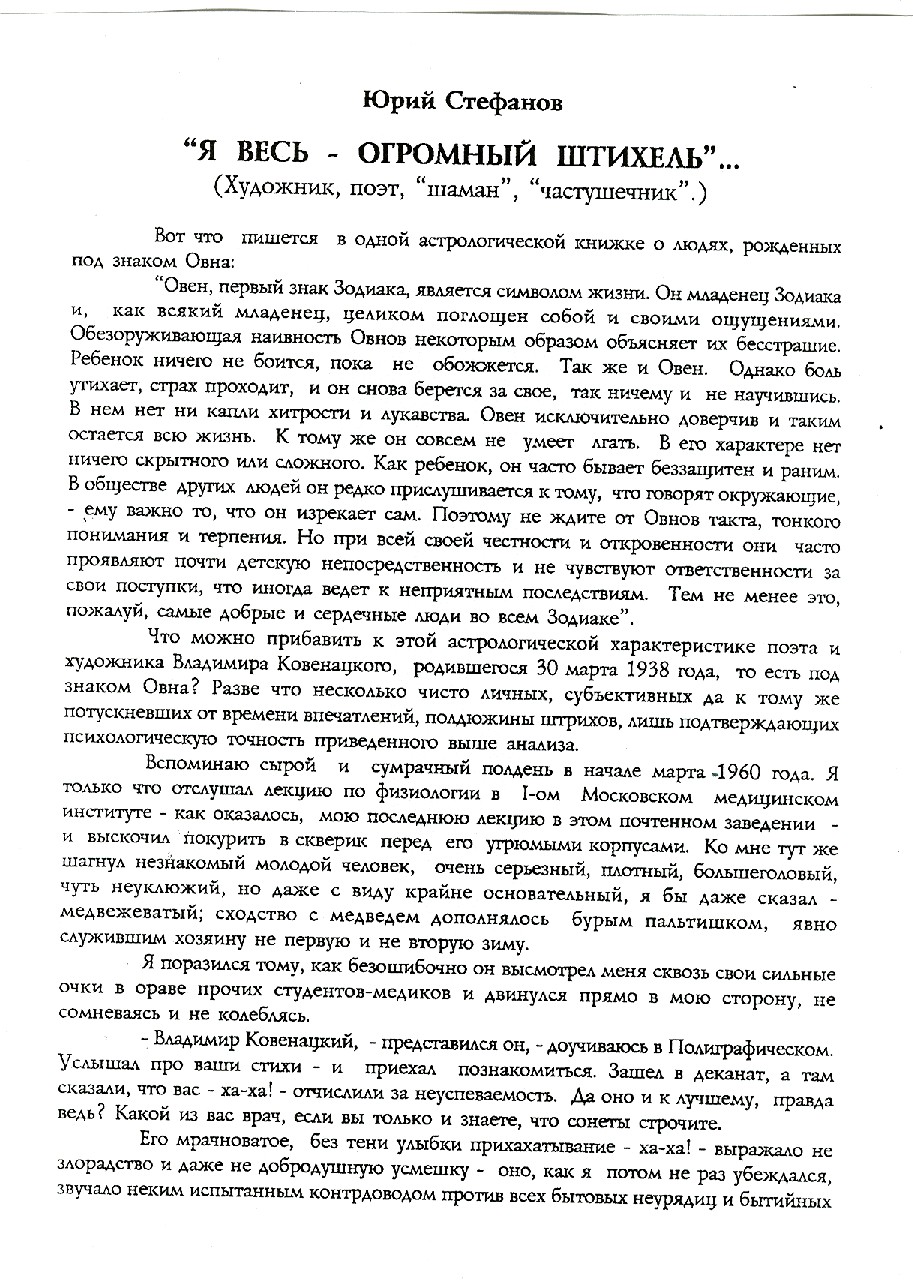 Юрий Стефанов
“Я ВЕСЬ - ОГРОМНЫЙ ШТИХЕЛЬ”...
(Художник, поэт, “шаман”, “частушечник”.)
Вот что пишется в одной астрологической книжке о людях, рожденных
под знаком Овна:
“Овен, первый знак Зодиака, является символом жизни. Он младенец Зодиака
и, как всякий младенец, целиком поглощен собой и своими ощущениями.
Обезоруживающая наивность Овнов некоторым образом объясняет их бесстрашие.
Ребенок ничего не боится, пока не обожжется. Так же и Овен. Однако боль
утихает, страх проходит, и он снова берется за свое, так ничему и не научившись.
В нем нет ни капли хитрости и лукавства. Овен исключительно доверчив и таким
остается всю жизнь. К тому же он совсем не умеет лгать. В его характере нет
ничего скрытного или сложного. Как ребенок, он часто бывает беззащитен и раним.
В обществе других людей он редко прислушивается к тому, что говорят окружающие,
- ему важно то, что он изрекает сам. Поэтому не ждите от Овнов такта, тонкого
понимания и терпения. Но при всей своей честности и откровенности они часто
проявляют почти детскую непосредственность и не чувствуют ответственности за
свои поступки, что иногда ведет к неприятным последствиям. Тем не менее это,
пожалуй, самые добрые и сердечные люди во всем Зодиаке”.
Что можно прибавить к этой астрологической характеристике поэта и
художника Владимира Ковенацкого, родившегося 30 марта 1938 года, то есть под
знаком Овна? Разве что несколько чисто личных, субъективных да к тому же
потускневших от времени впечатлений, полдюжины штрихов, лишь подтверждающих
психологическую точность приведенного выше анализа.
Вспоминаю сырой и сумрачный полдень в начале марта 1960 года. Я
только что отслушал лекцию по физиологии в I-ом Московском медицинском
институте - как оказалось, мою последнюю лекцию в этом почтенном заведении -
и выскочил покурить в скверик перед его угрюмыми корпусами. Ко мне тут же
шагнул незнакомый молодой человек, очень серьезный, плотный, большеголовый,
чуть неуклюжий, но даже с виду крайне основательный, я бы даже сказал -
медвежеватый; сходство с медведем дополнялось бурым пальтишком, явно
служившим хозяину не первую и не вторую зиму.
Я поразился тому, как безошибочно он высмотрел меня сквозь свои сильные
очки в ораве прочих студентов-медиков и двинулся прямо в мою сторону, не
сомневаясь и не колеблясь.
- Владимир Ковенацкий, - представился он, - доучиваюсь в Полиграфическом.
Услышал про ваши стихи - и приехал познакомиться. Зашел в деканат, а там
сказали, что вас - ха-ха! - отчислили за неуспеваемость. Да оно и к лучшему, правда
ведь? Какой из вас врач, если вы только и знаете, что сонеты строчите.
Его мрачноватое, без тени улыбки прихахатывание - ха-ха! - выражало не
злорадство и даже не добродушную усмешку - оно, как я потом не раз убеждался,
звучало неким испытанным контрдоводом против всех бытовых неурядиц и бытийных